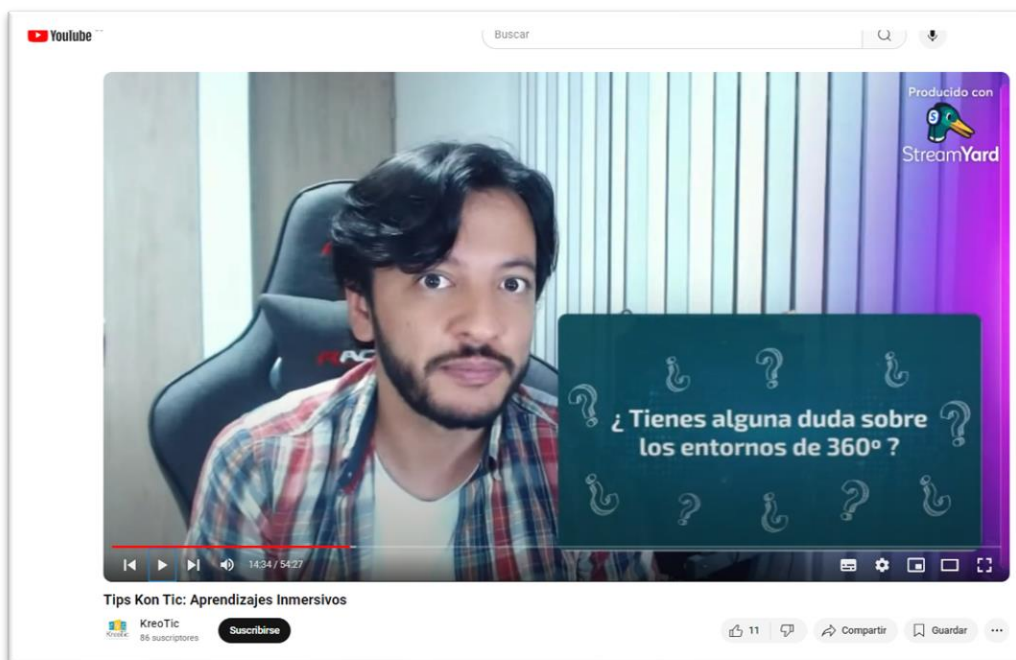 YouTube
Buscar
Producido con
StreamYard
¿ Tienes alguna duda sobre
los entornos de 360º ?
14:34 / 54:27
Tips Kon Tic: Aprendizajes Inmersivos
KreoTic
86 suscriptores
Suscribirse
11
Compartir
Guardar